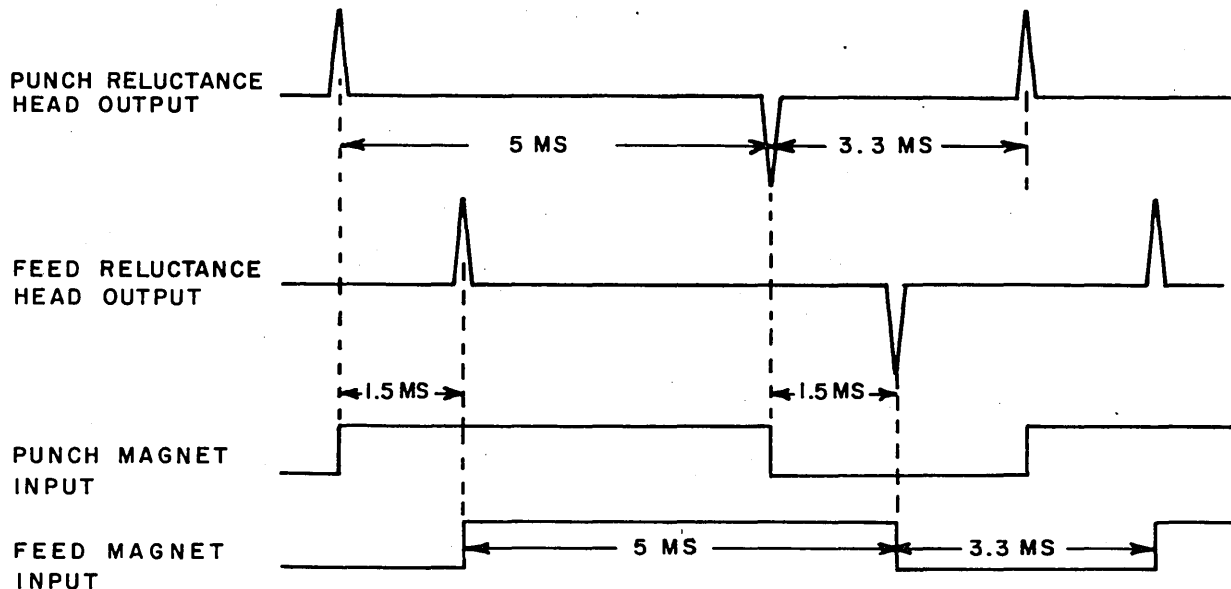 PUNCH RELUCTANCE
HEAD OUTPUT
5 MS
3.3 MS
FEED RELUCTANCE
HEAD OUTPUT
1.5 MS
1.5 MS
PUNCH MAGNET
INPUT
FEED MAGNET
INPUT
5 MS
3.3 MS